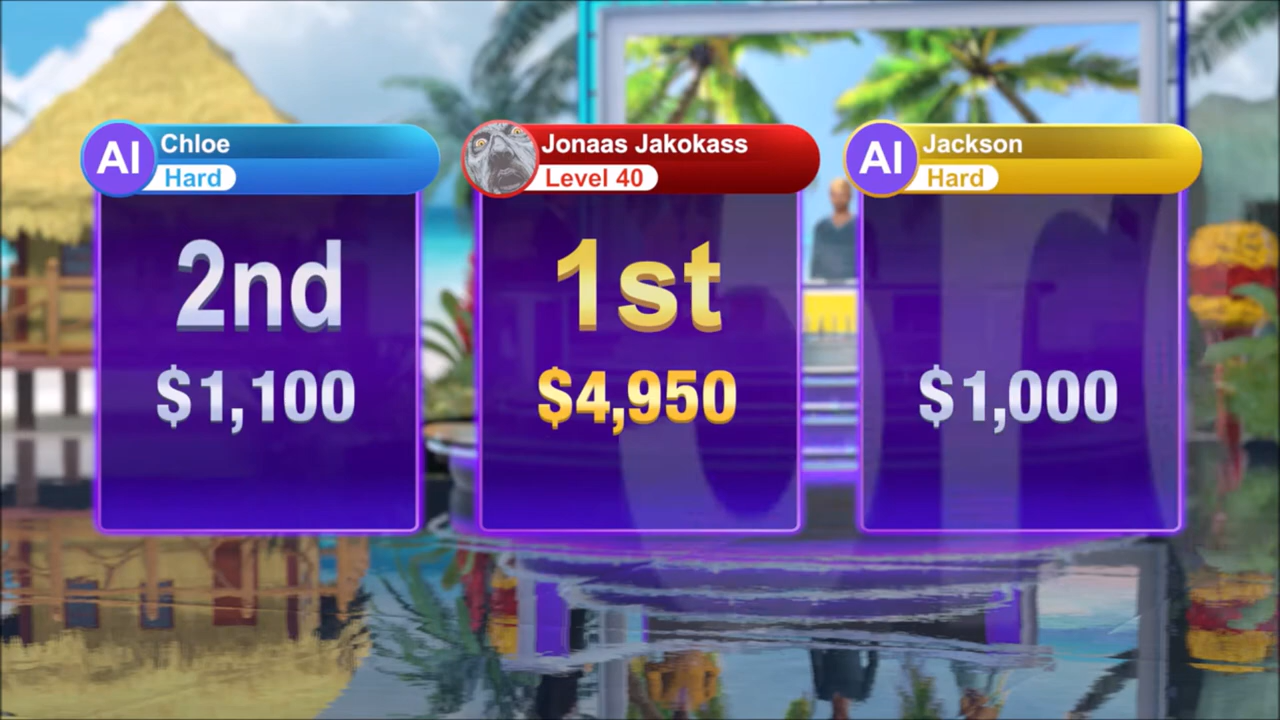 AI Chloe
Hard
2nd
$1,100
Jonaas Jakokass
Level 40
1st
$4,950
AI Jackson
Hard
$1,000